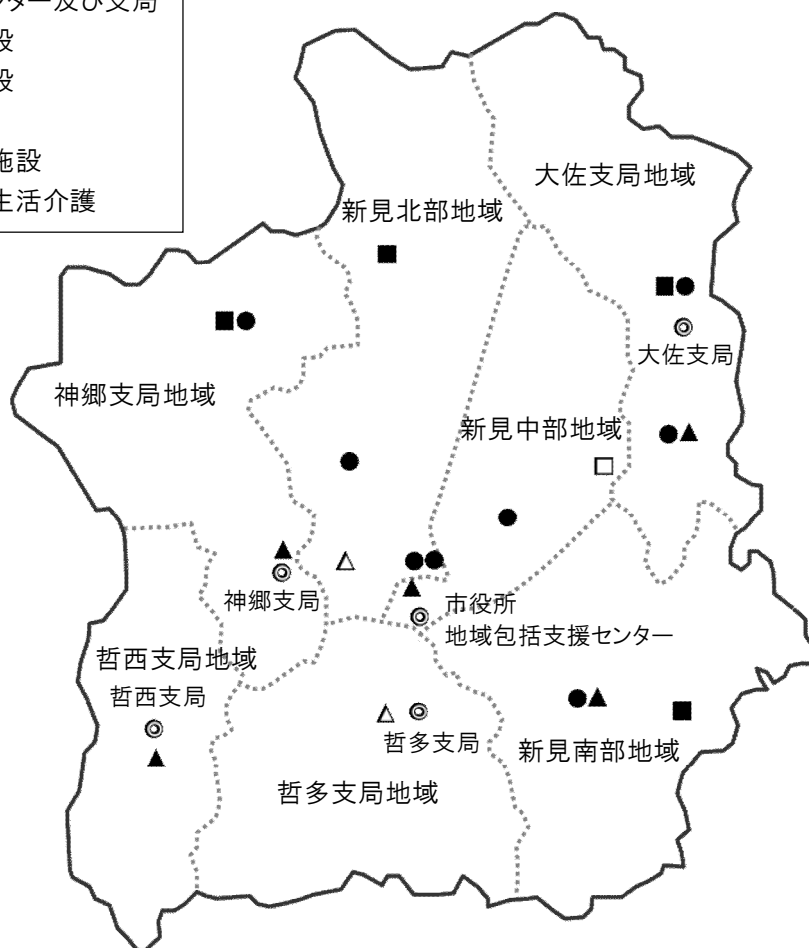 ター及び支局
設
設
施設
生活介護
大佐支局地域
新見北部地域
大佐支局
神郷支局地域
新見中部地域
神郷支局
市役所
地域包括支援センター
哲西支局地域
哲西支局
哲多支局
新見南部地域
哲多支局地域